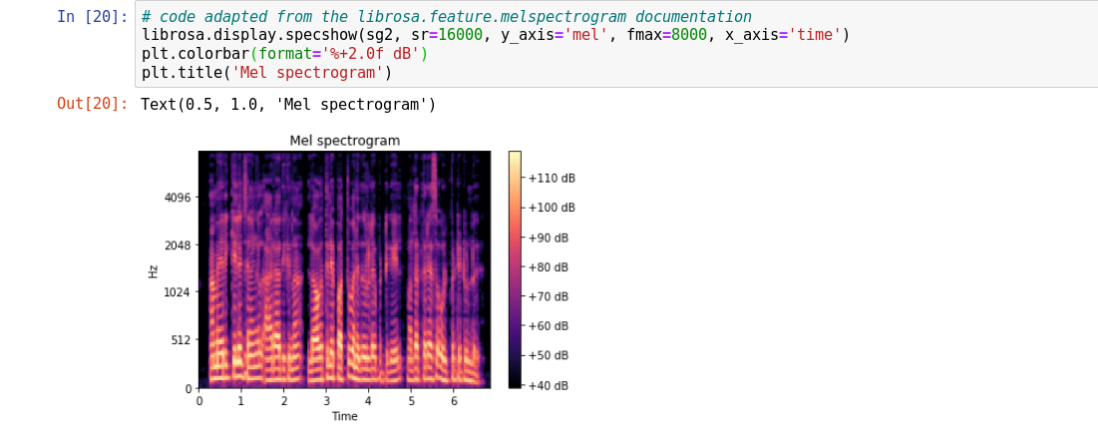 In [20]: # code adapted from the librosa.feature.melspectrogram documentation
librosa.display.specshow(sg2, sr=16000, y_axis='mel', fmax=8000, x_axis='time')
plt.colorbar(format='%+2.0f dB')
plt.title('Mel spectrogram')
Out[20]: Text(0.5, 1.0, 'Mel spectrogram')
Mel spectrogram
Hz
4096
2048
1024
512
0
0 1 2 3 4 5 6
Time
+110 dB
+100 dB
+90 dB
+80 dB
+70 dB
+60 dB
+50 dB
+40 dB